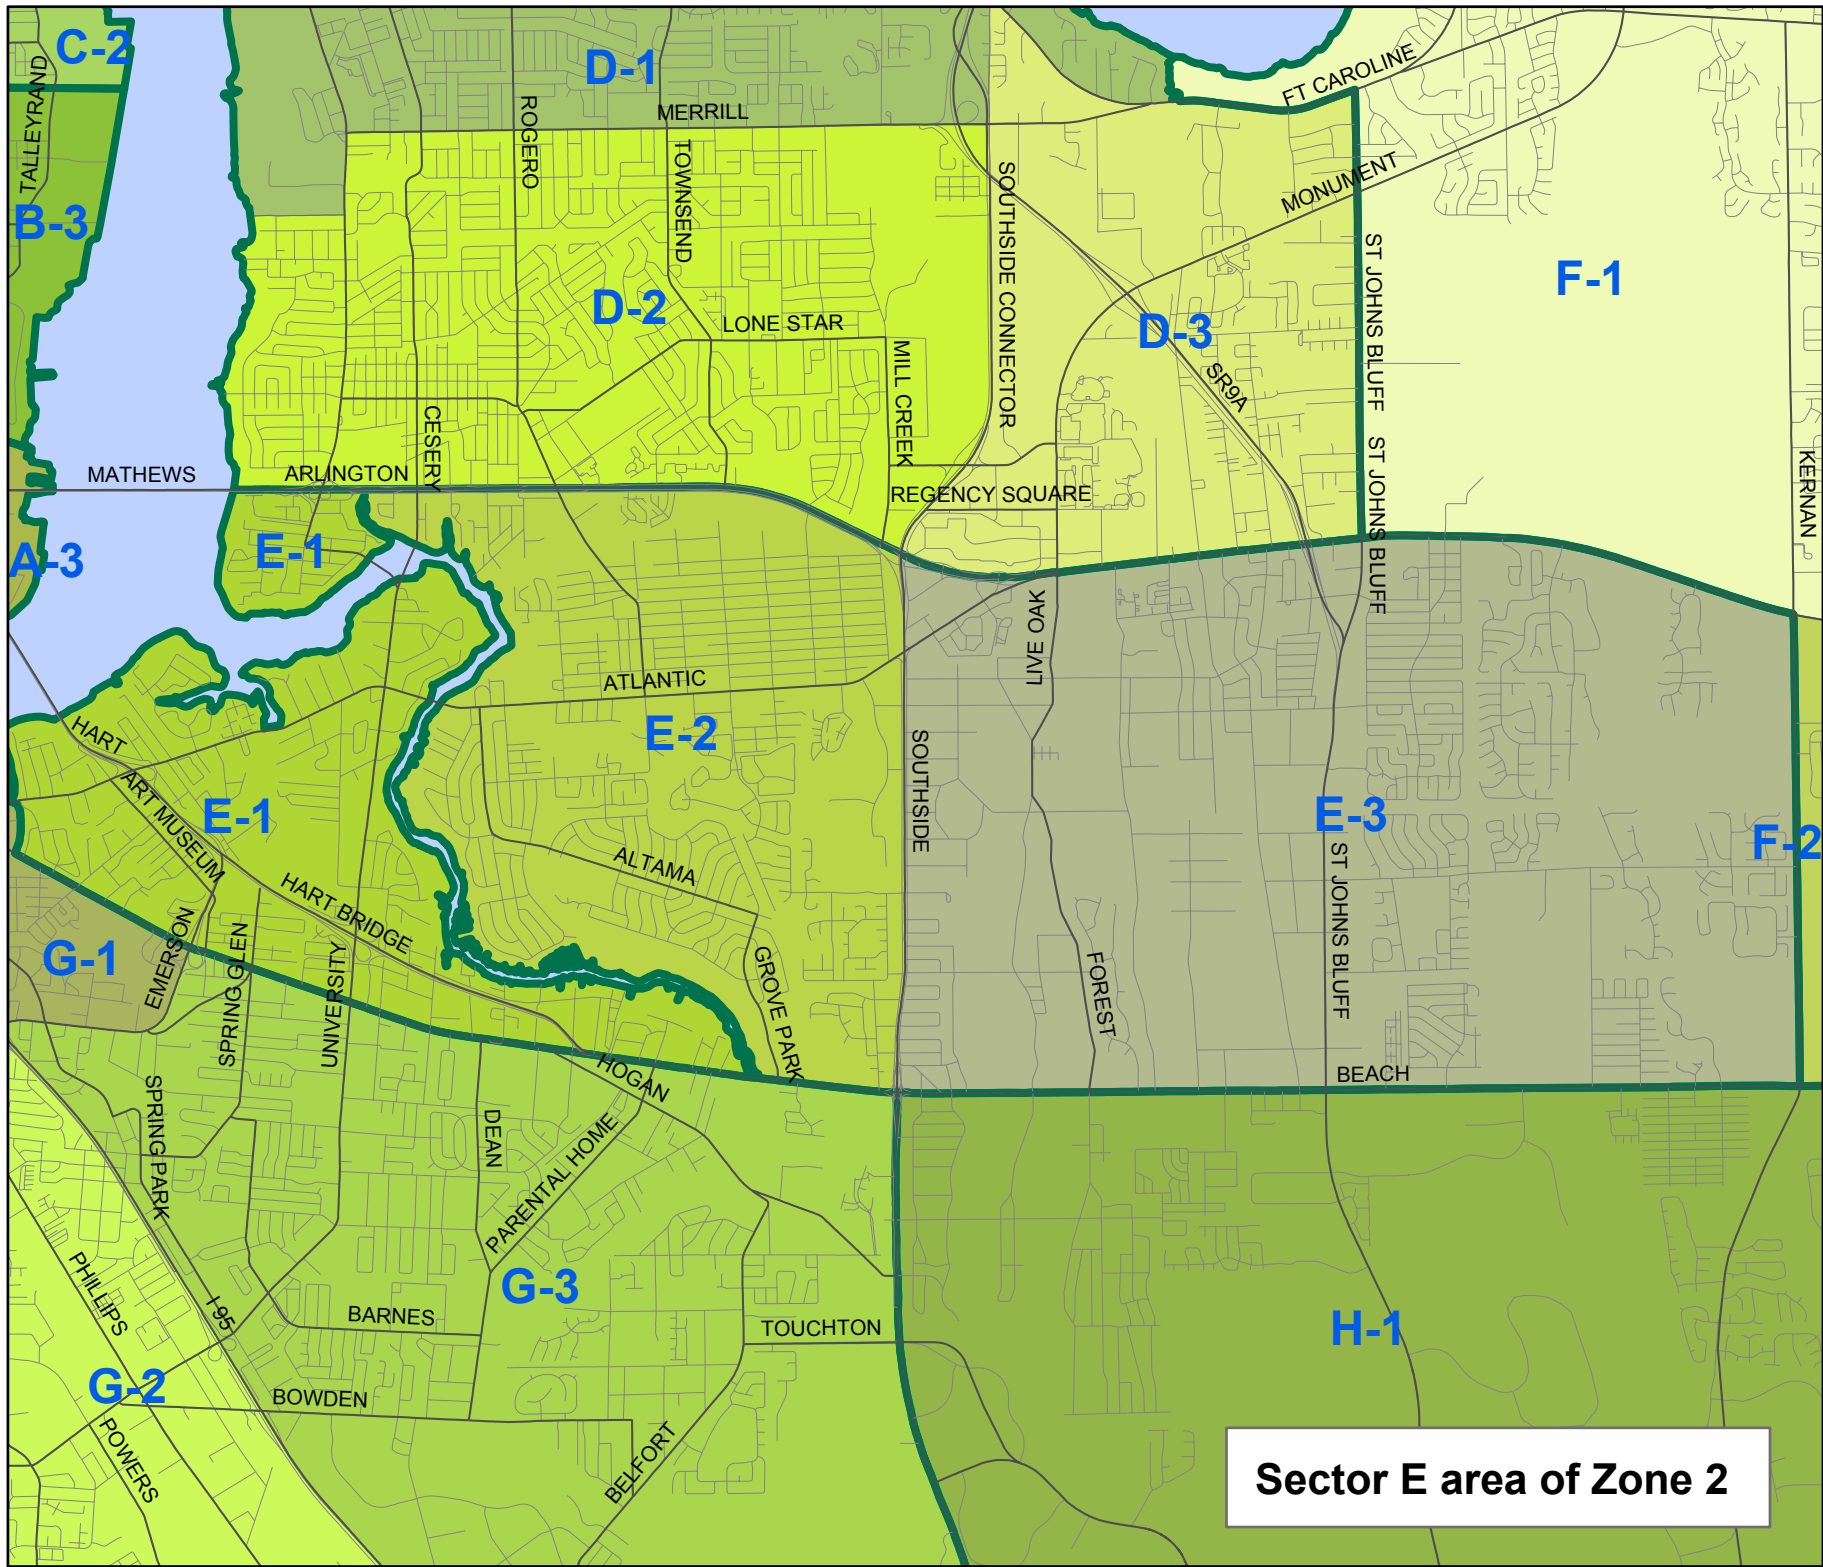 C-2
D-1
FT CAROLINE
TALLEYRAND
ROGERO
MERRILL
TOWNSEND
SOUTHSIDE CONNECTOR
MONUMENT
B-3
ST JOHNS BLUFF
F-1
D-2
LONE STAR
D-3
MILL CREEK
SR9A
CESERY
ST JOHNS BLUFF
KERNAN
MATHEWS
ARLINGTON
REGENCY SQUARE
A-3
E-1
LIVE OAK
ATLANTIC
E-2
HART
SOUTHSIDE
ART MUSEUM
E-1
E-3
F-2
ALTAMA
ST JOHNS BLUFF
HART BRIDGE
G-1
EMERSON
SPRING GLEN
UNIVERSITY
GROVE PARK
FOREST
HOGAN
BEACH
SPRING PARK
DEAN
PARENTAL HOME
PHILLIPS
I-95
G-3
BARNES
TOUCHTON
H-1
G-2
BOWDEN
POWERS
BELFORT
Sector E area of Zone 2